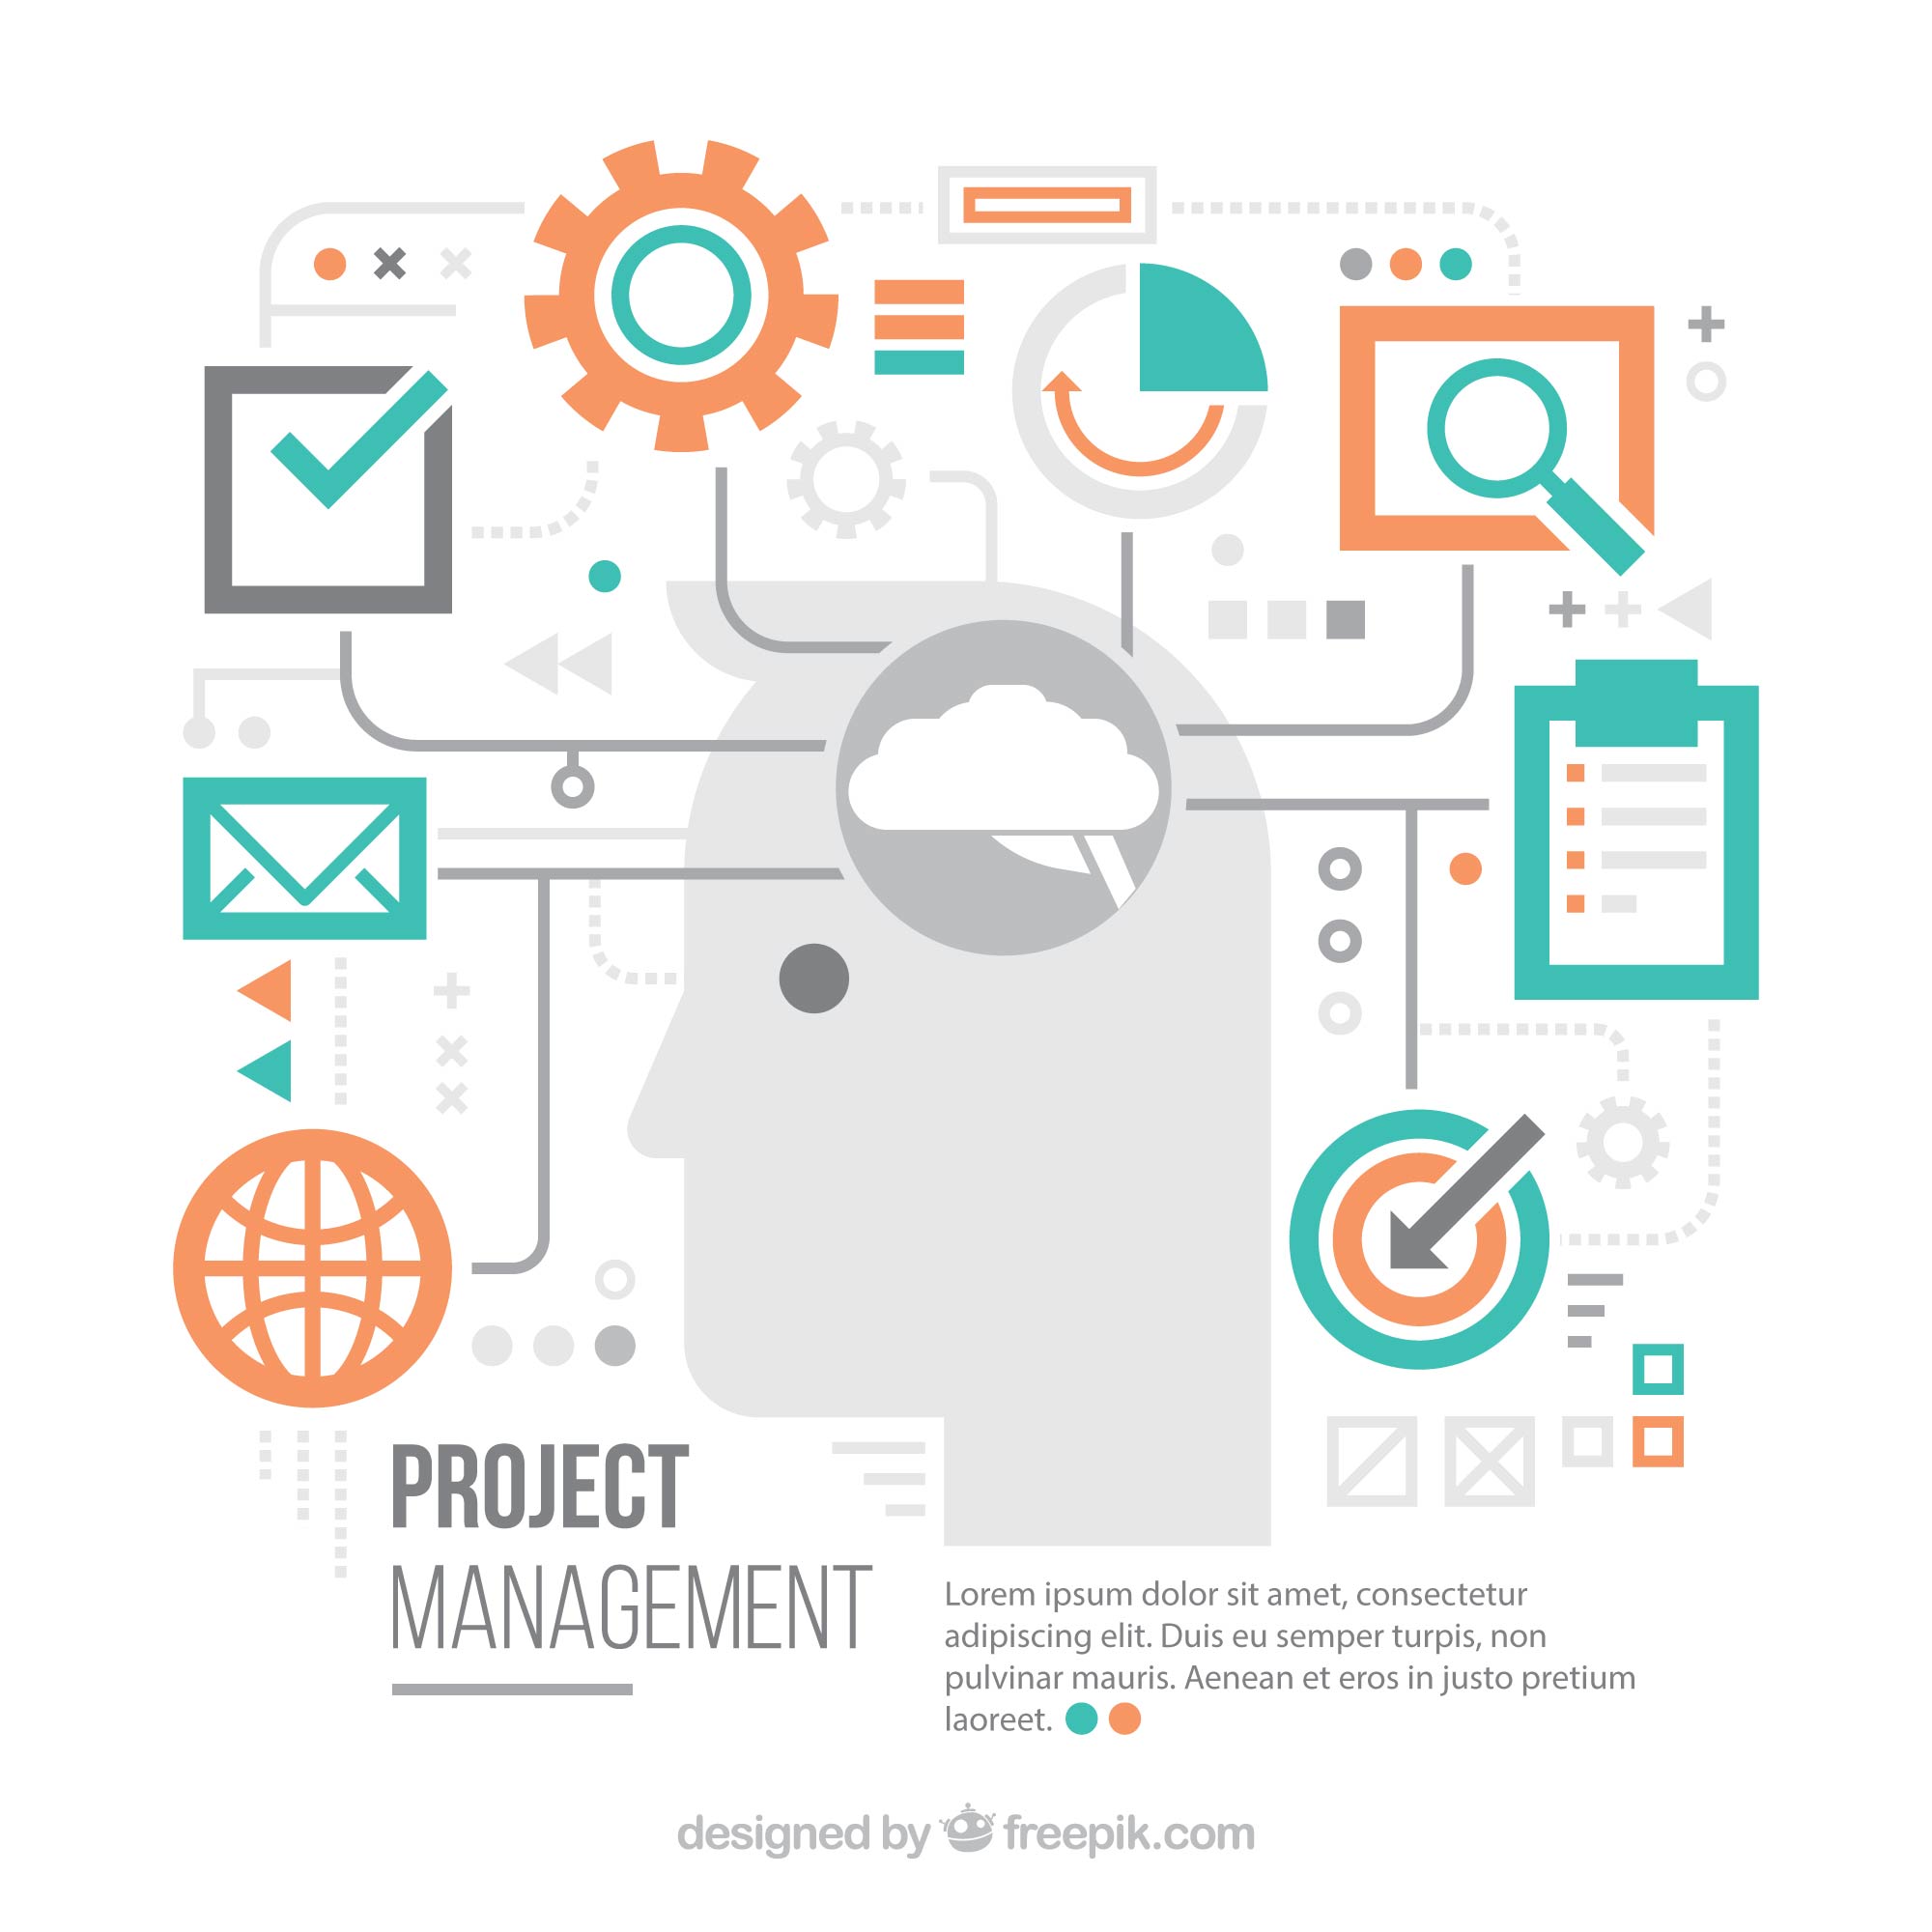 PROJECT
MANAGEMENT
Lorem ipsum dolor sit amet, consectetur
adipiscing elit. Duis eu semper turpis, non
pulvinar mauris. Aenean et eros in justo pretium
laoreet.
designed by freepik.com